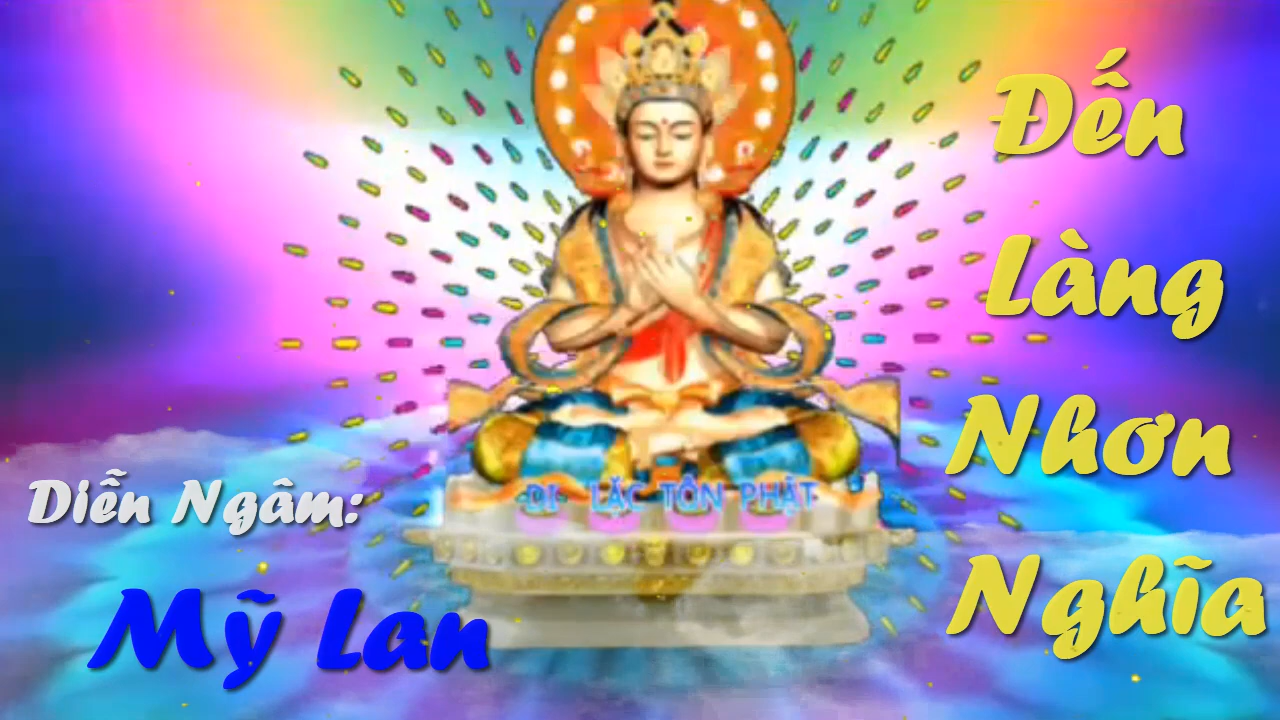 Đến
Làng
Nhơn
Nghĩa
DI- LẶC TÔN PHẬT
Diễn Ngâm:
Mỹ Lan